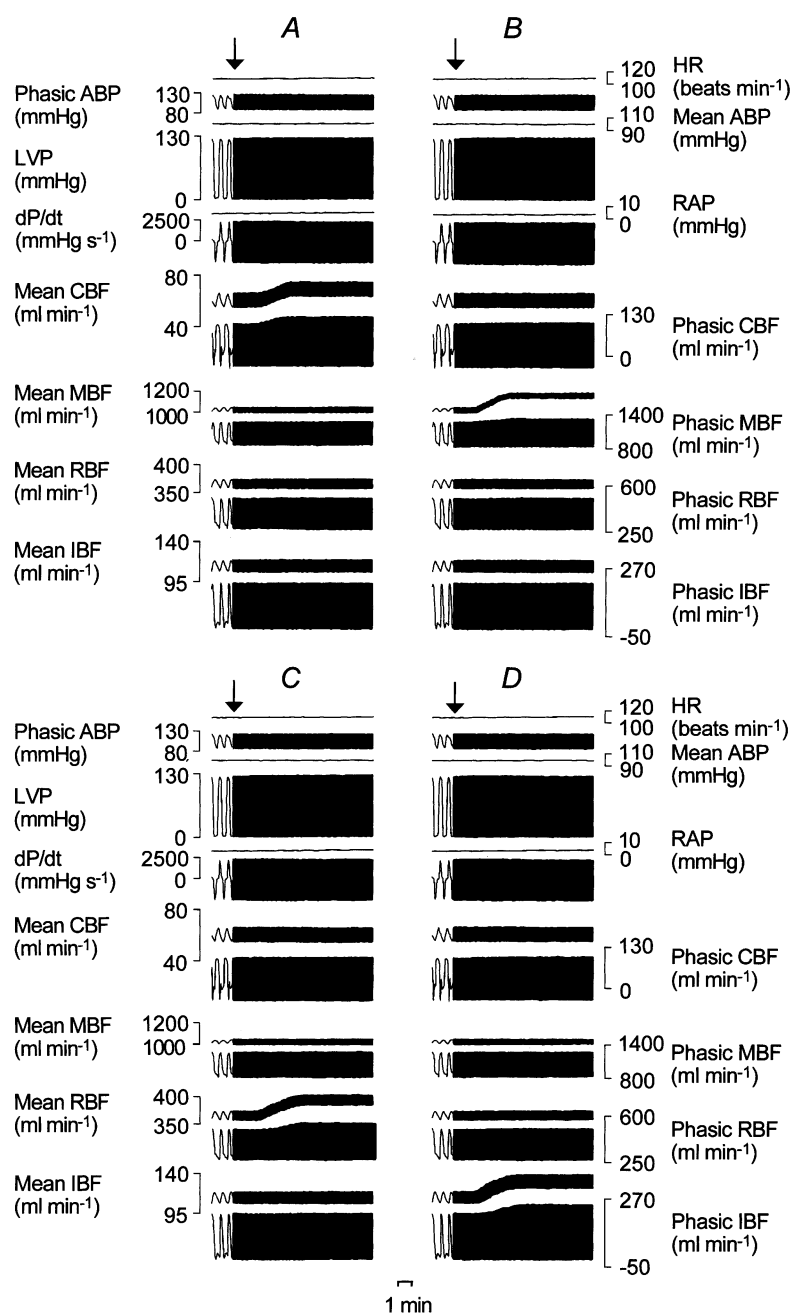 A B
120
100
HR
(beats min-1)
Phasic ABP
(mmHg)
130
80
110
90
Mean ABP
(mmHg)
LVP
(mmHg)
130
0
10
0
RAP
(mmHg)
dP/dt
(mmHg s-1)
2500
0
Mean CBF
(ml min-1)
80
40
130
0
Phasic CBF
(ml min-1)
Mean MBF
(ml min-1)
1200
1000
1400
800
Phasic MBF
(ml min-1)
Mean RBF
(ml min-1)
400
350
600
250
Phasic RBF
(ml min-1)
Mean IBF
(ml min-1)
140
95
270
-50
Phasic IBF
(ml min-1)
C D
120
100
HR
(beats min-1)
Phasic ABP
(mmHg)
130
80
110
90
Mean ABP
(mmHg)
LVP
(mmHg)
130
0
10
0
RAP
(mmHg)
dP/dt
(mmHg s-1)
2500
0
Mean CBF
(ml min-1)
80
40
130
0
Phasic CBF
(ml min-1)
Mean MBF
(ml min-1)
1200
1000
1400
800
Phasic MBF
(ml min-1)
Mean RBF
(ml min-1)
400
350
600
250
Phasic RBF
(ml min-1)
Mean IBF
(ml min-1)
140
95
270
-50
Phasic IBF
(ml min-1)
1 min